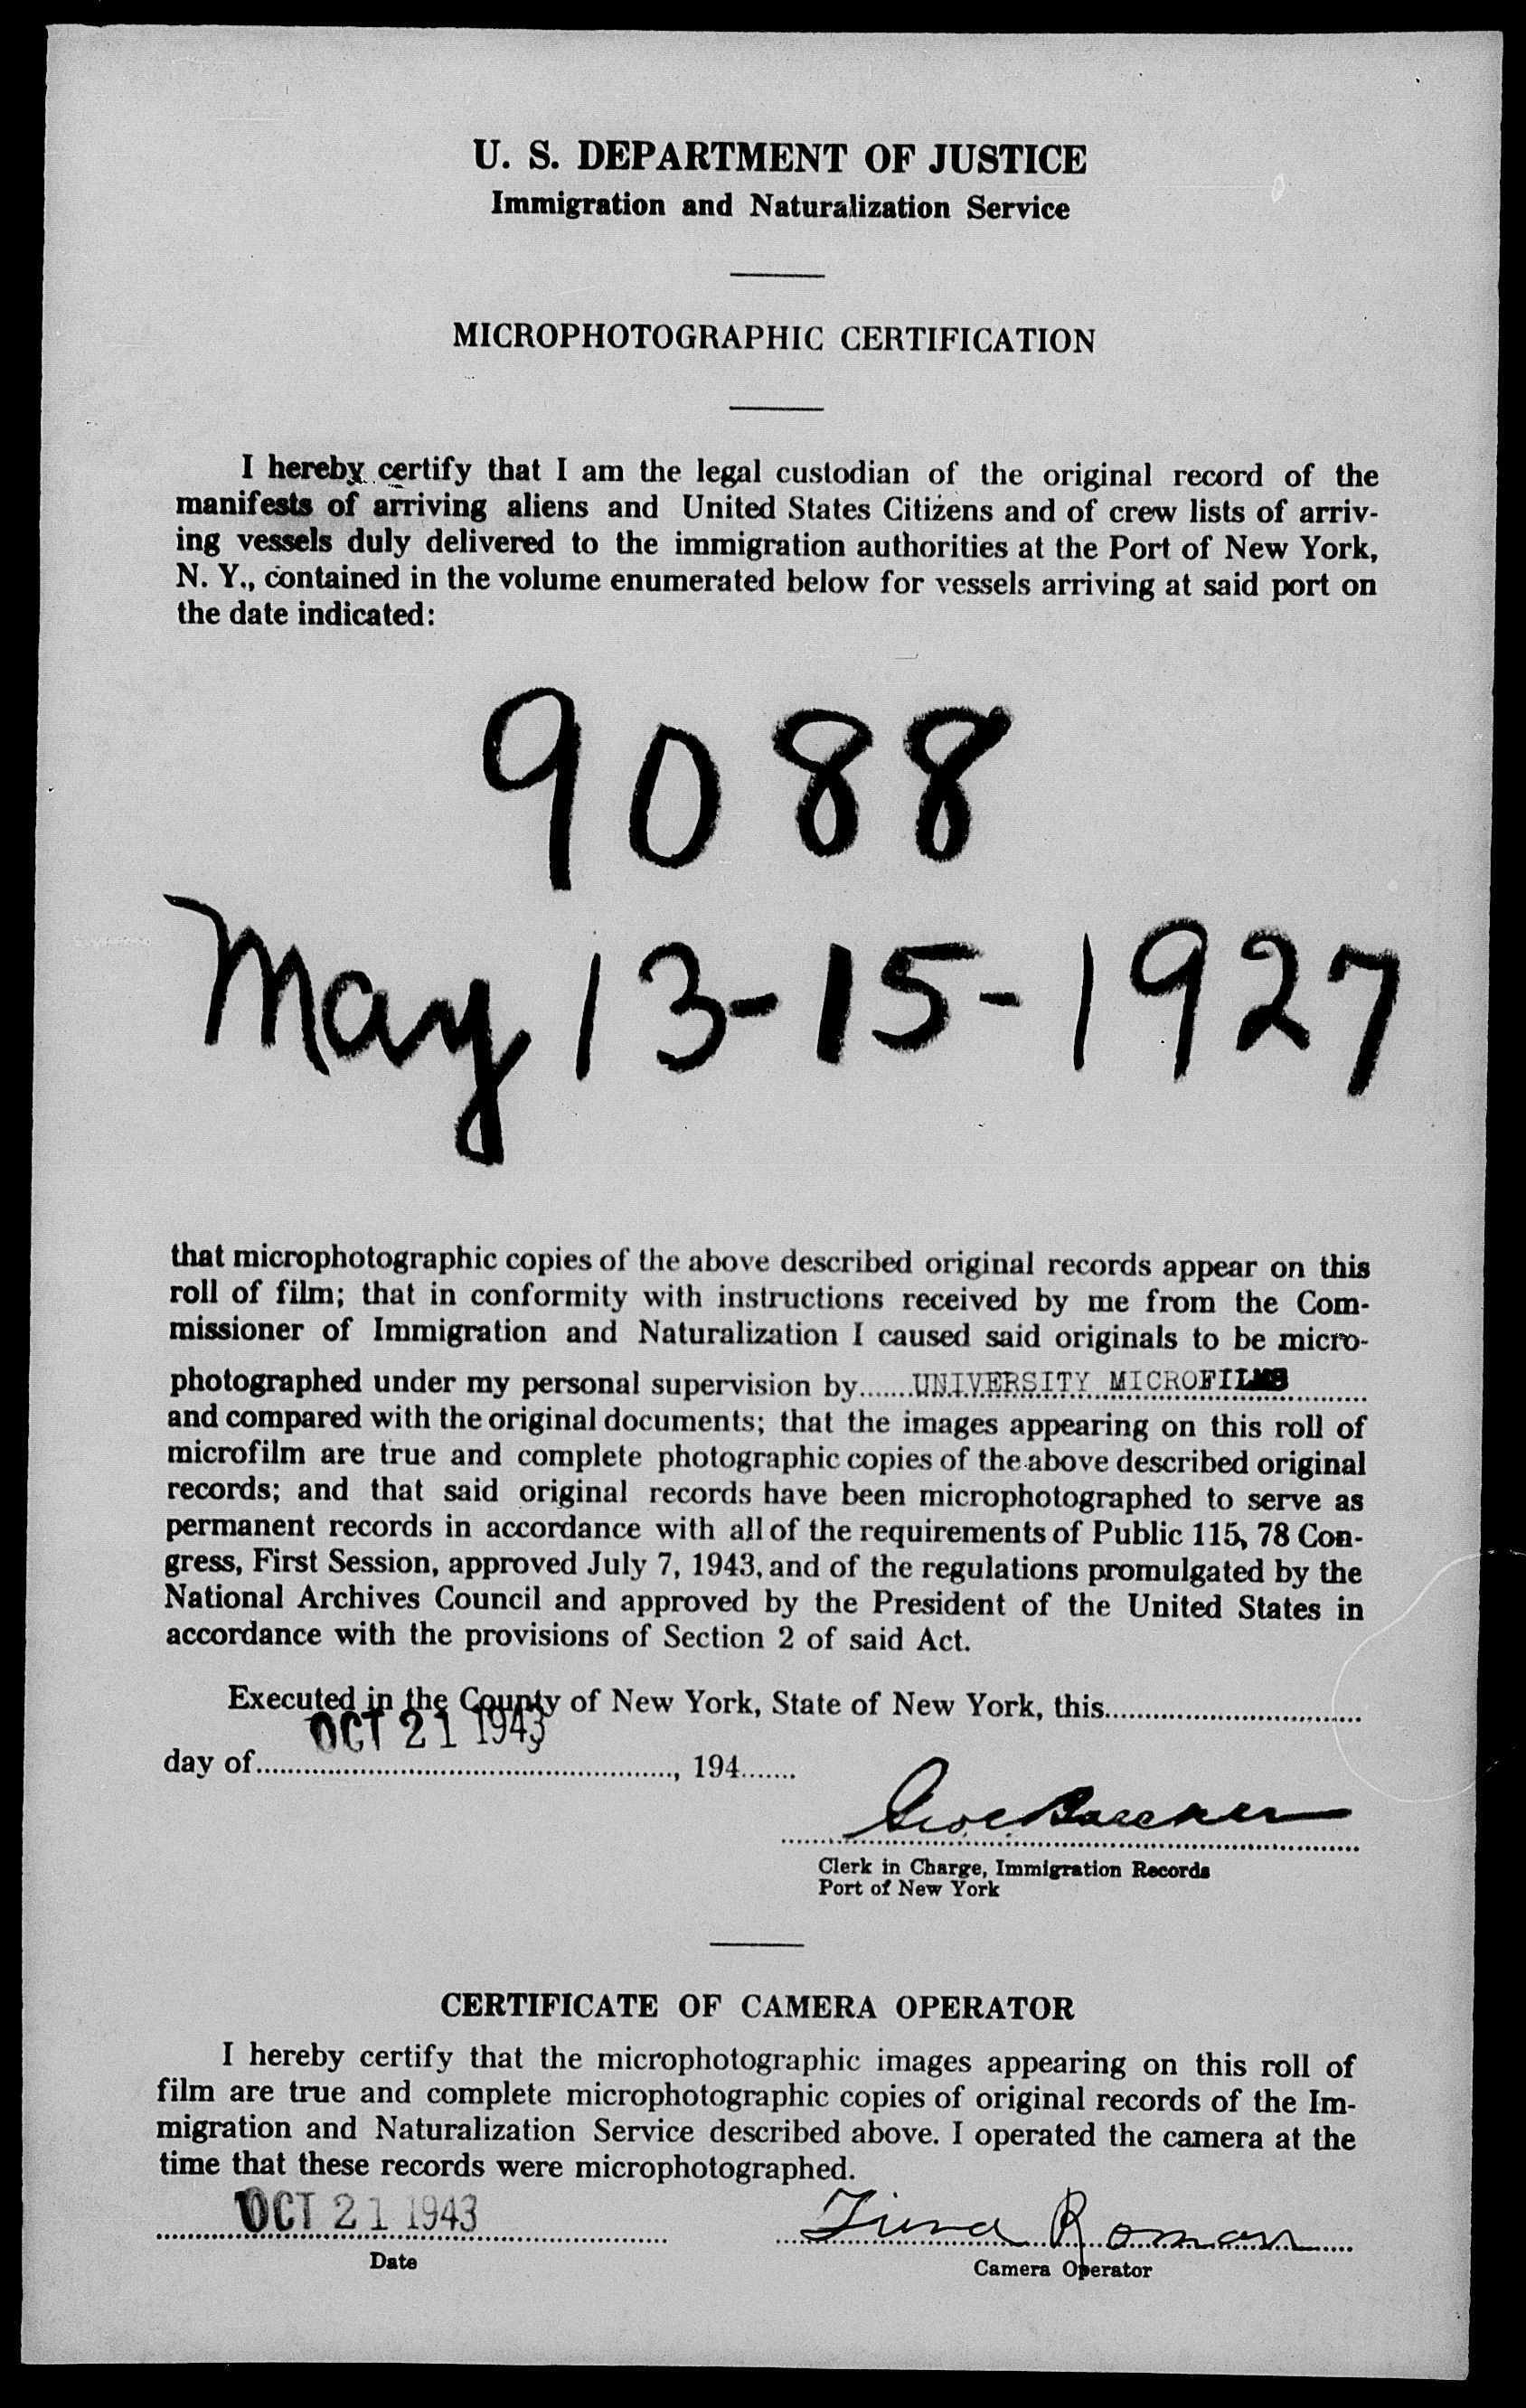 U. S. DEPARTMENT OF JUSTICE
Immigration and Naturalization Service
MICROPHOTOGRAPHIC CERTIFICATION
I hereby certify that I am the legal custodian of the original record of the
manifests of arriving aliens and United States Citizens and of crew lists of arriv-
ing vessels duly delivered to the immigration authorities at the Port of New York,
N. Y., contained in the volume enumerated below for vessels arriving at said port on
the date indicated:
9088
May 13-15-1927
that microphotographic copies of the above described original records appear on this
roll of film; that in conformity with instructions received by me from the Com-
missioner of Immigration and Naturalization I caused said originals to be micro-
photographed under my personal supervision by......UNIVERSITY MICROFILMS
and compared with the original documents; that the images appearing on this roll of
microfilm are true and complete photographic copies of the above described original
records; and that said original records have been microphotographed to serve as
permanent records in accordance with all of the requirements of Public 115, 78 Con-
gress, First Session, approved July 7, 1943, and of the regulations promulgated by the
National Archives Council and approved by the President of the United States in
accordance with the provisions of Section 2 of said Act.
Executed in the County of New York, State of New York, this
OCT 21 1943
day of, 194
Clerk in Charge, Immigration Records
Port of New York
CERTIFICATE OF CAMERA OPERATOR
I hereby certify that the microphotographic images appearing on this roll of
film are true and complete microphotographic copies of original records of the Im-
migration and Naturalization Service described above. I operated the camera at the
time that these records were microphotographed.
OCT 21 1943
Roman
Date
Camera Operator